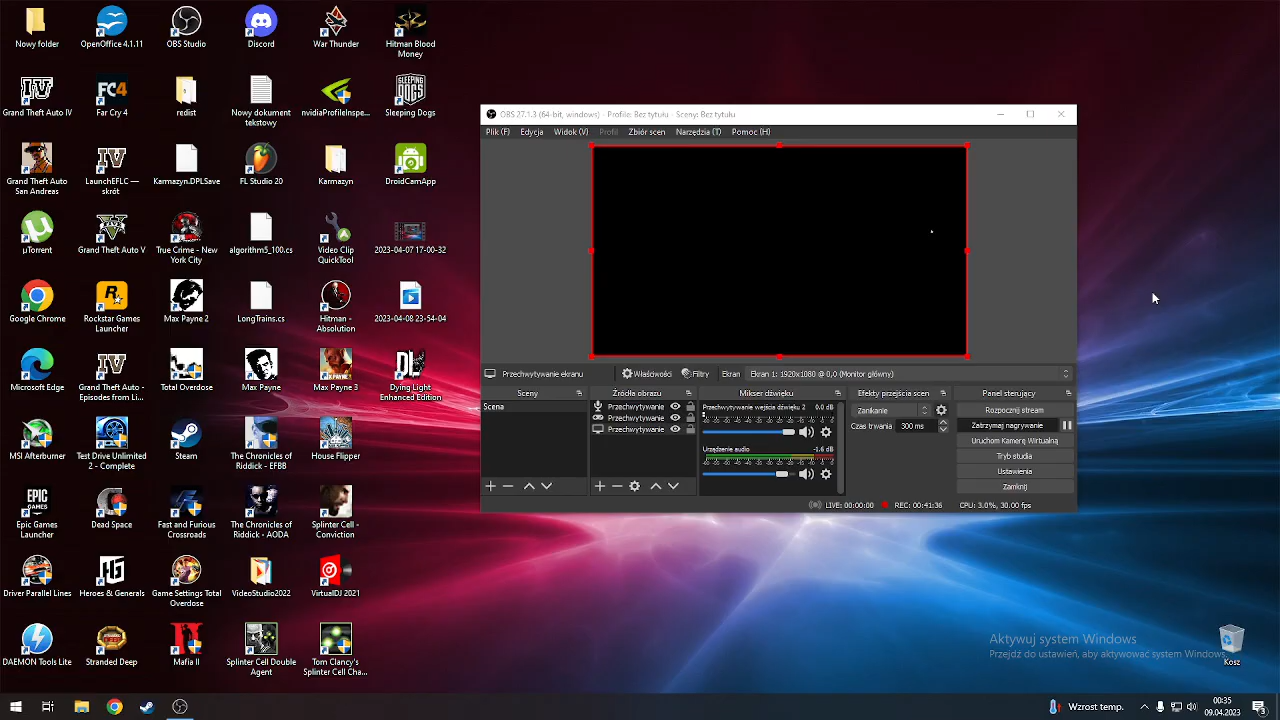 Nowy folder
OpenOffice 4.1.11
OBS Studio
Discord
War Thunder
Hitman Blood
Money
Grand Theft Auto IV
Far Cry 4
redist
Nowy dokument
tekstowy
nvidiaProfileInspe...
Sleeping Dogs
Grand Theft Auto
San Andreas
LaunchEFLC —
skrót
Karmazyn.DPLSave
FL Studio 20
Karmazyn
DroidCamApp
µTorrent
Grand Theft Auto V
True Crime - New
York City
algorithm5_100.cs
Video Clip
QuickTool
2023-04-07 17-00-32
Google Chrome
Rockstar Games
Launcher
Max Payne 2
LongTrains.cs
Hitman -
Absolution
2023-04-08 23-54-04
Microsoft Edge
Grand Theft Auto -
Episodes from Li...
Total Overdose
Max Payne
Max Payne 3
Dying Light
Enhanced Edition
MSI Afterburner
Test Drive Unlimited
2 - Complete
Steam
The Chronicles of
Riddick - EFBB
House Flipper
Epic Games
Launcher
Dead Space
Fast and Furious
Crossroads
The Chronicles of
Riddick - AODA
Splinter Cell -
Conviction
Driver Parallel Lines
Heroes & Generals
Game Settings Total
Overdose
VideoStudio2022
VirtualDJ 2021
DAEMON Tools Lite
Stranded Deep
Mafia II
Splinter Cell Double
Agent
Tom Clancy's
Splinter Cell Cha...
OBS 27.1.3 (64-bit, windows) - Profile: Bez tytułu - Sceny: Bez tytułu
Plik (F) Edycja Widok (V) Profil Zbiór scen Narzędzia (T) Pomoc (H)
Przechwytywanie ekranu Właściwości Filtry Ekran Ekran 1: 1920x1080 @ 0,0 (Monitor główny)
Sceny Źródła obrazu Mikser dźwięku Efekty przejścia scen Panel sterujący
Scena
Przechwytywanie
Przechwytywanie
Przechwytywanie
Przechwytywanie wejścia dźwięku 2 0.0 dB
Urządzenie audio -1.6 dB
Zanikanie
Czas trwania 300 ms
Rozpocznij stream
Zatrzymaj nagrywanie
Uruchom Kamerę Wirtualną
Tryb studia
Ustawienia
Zamknij
LIVE: 00:00:00 REC: 00:41:36 CPU: 3.0%, 30.00 fps
Aktywuj system Windows
Przejdź do ustawień, aby aktywować system Windows.
Kosz
Wzrost temp.
00:35
09.04.2023